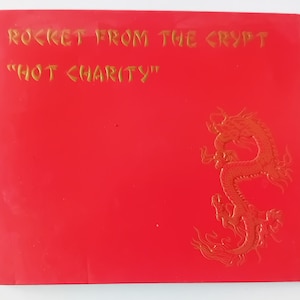 ROCKET FROM THE CRYPT
"HOT CHARITY"